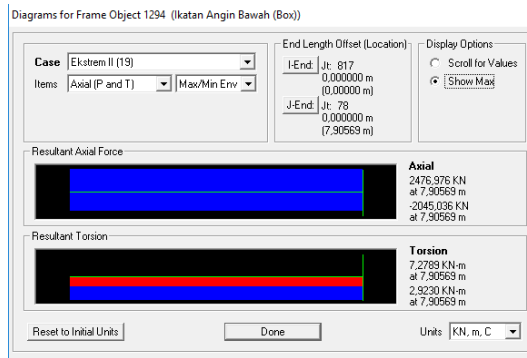 Diagrams for Frame Object 1294 (Ikatan Angin Bawah (Box))
Case Ekstrem II (19)
Items Axial (P and T) Max/Min Env
End Length Offset (Location)
I-End: Jt: 817
0,000000 m
(0,00000 m)
J-End: Jt: 78
0,000000 m
(7,90569 m)
Display Options
Scroll for Values
Show Max
Resultant Axial Force
Axial
2476,976 KN
at 7,90569 m
-2045,036 KN
at 7,90569 m
Resultant Torsion
Torsion
7,2789 KN-m
at 7,90569 m
2,9230 KN-m
at 7,90569 m
Reset to Initial Units
Done
Units KN, m, C